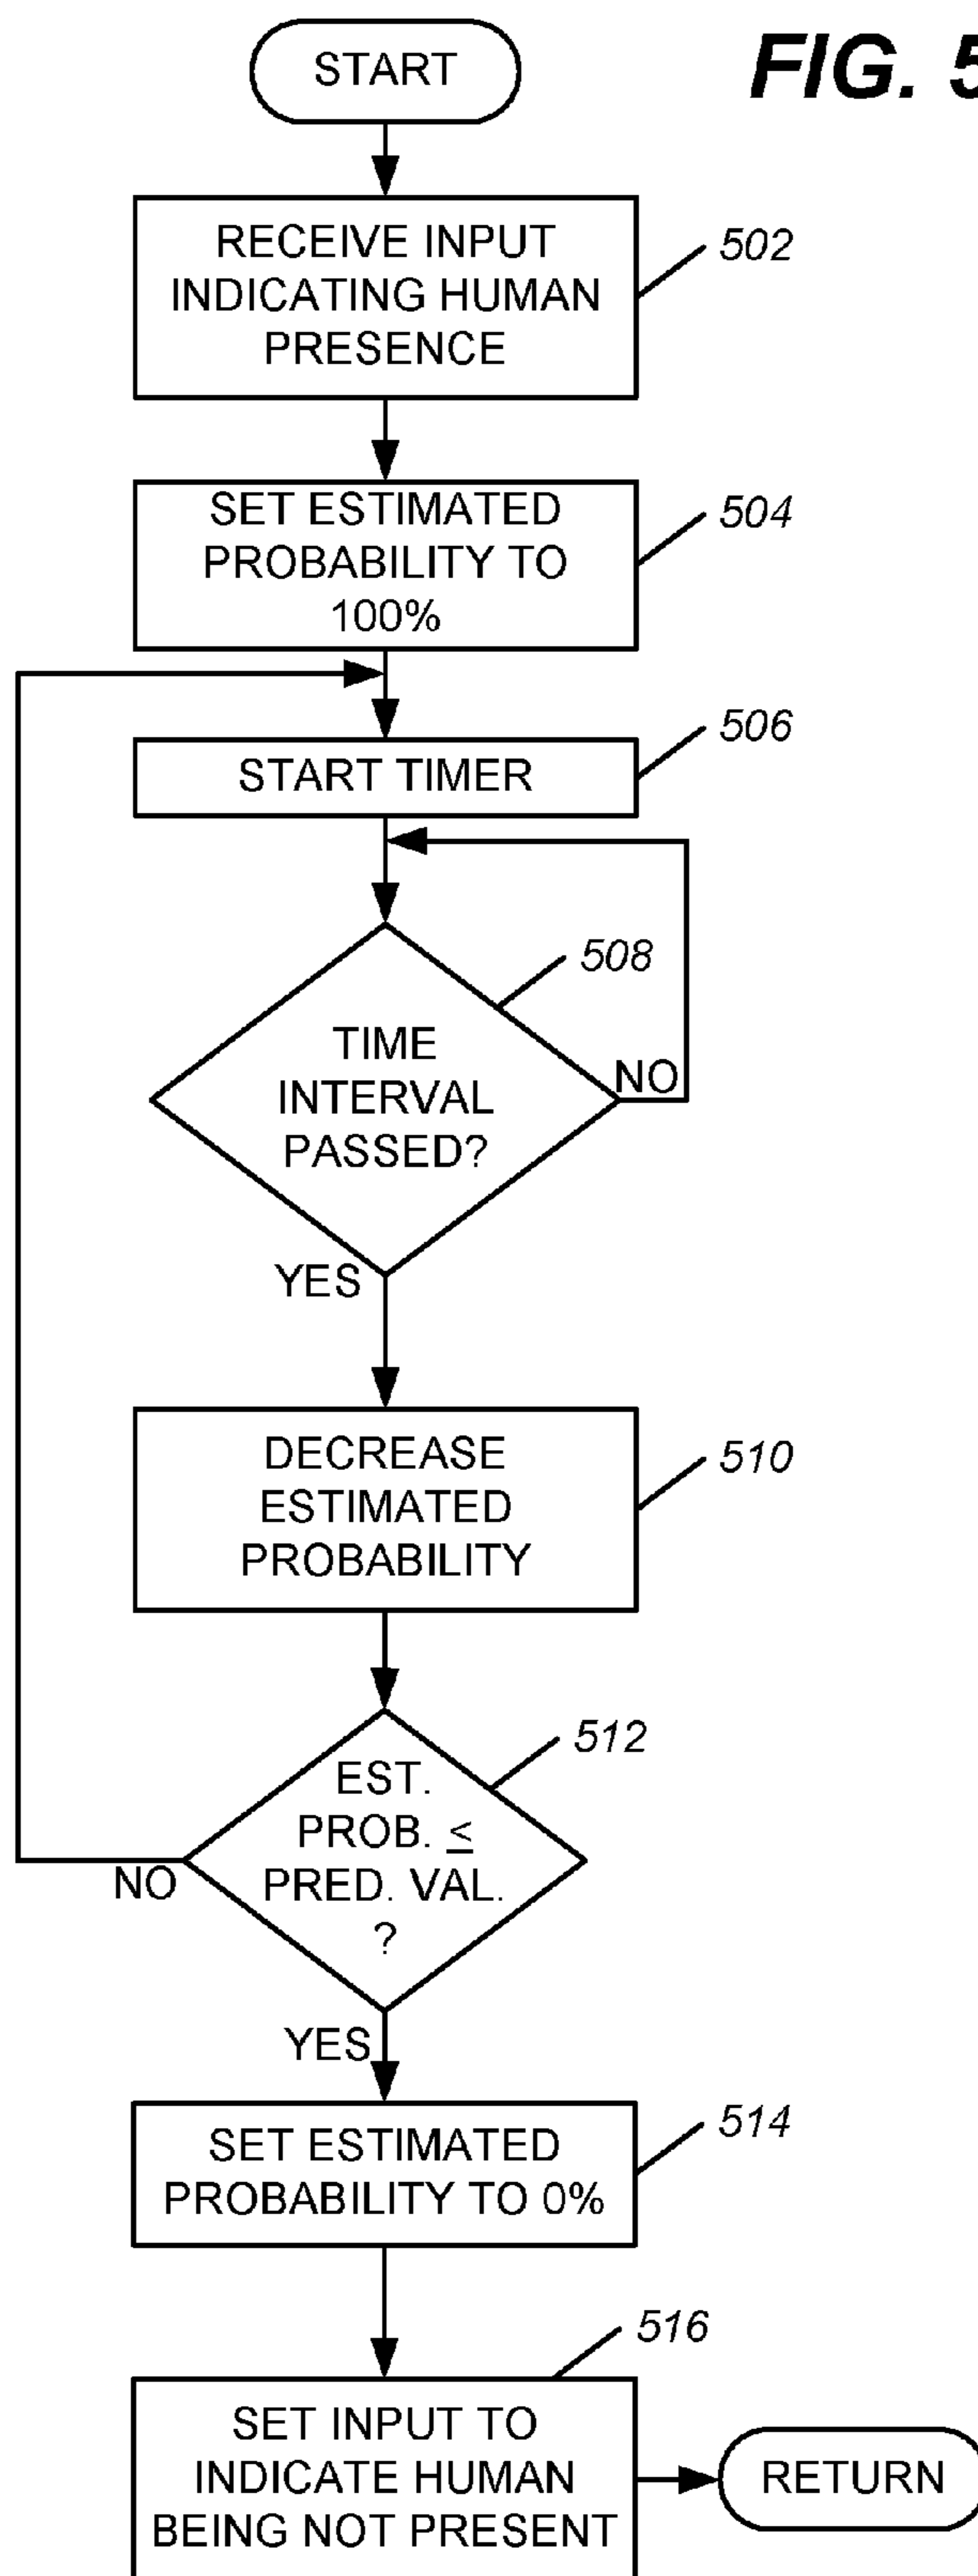 START
FIG. 5
RECEIVE INPUT
INDICATING HUMAN
PRESENCE
502
SET ESTIMATED
PROBABILITY TO
100%
504
START TIMER
506
TIME
INTERVAL
PASSED?
508
NO
YES
DECREASE
ESTIMATED
PROBABILITY
510
EST.
PROB. ≤
PRED. VAL.
?
512
NO
YES
SET ESTIMATED
PROBABILITY TO 0%
514
SET INPUT TO
INDICATE HUMAN
BEING NOT PRESENT
516
RETURN